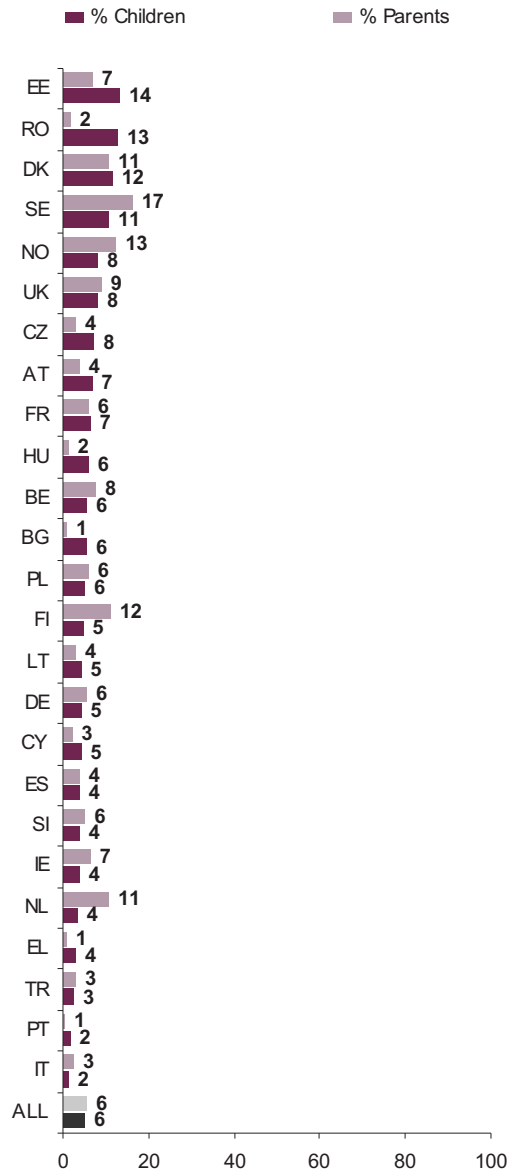 % Children % Parents
EE 7
14
RO 2
13
DK 11
12
SE 17
11
NO 13
8
UK 9
8
CZ 4
8
AT 4
7
FR 6
7
HU 2
6
BE 8
6
BG 1
6
PL 6
6
FI 12
5
LT 4
5
DE 6
5
CY 3
5
ES 4
4
SI 6
4
IE 7
4
NL 11
4
EL 1
4
TR 3
3
PT 1
2
IT 3
2
ALL 6
6
0 20 40 60 80 100